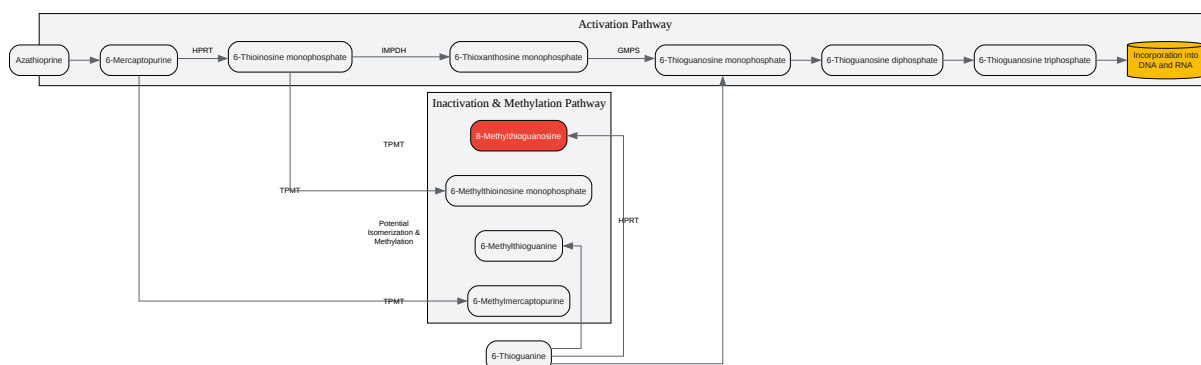 Activation Pathway
Azathioprine
6-Mercaptopurine
HPRT
6-Thioinosine monophosphate
IMPDH
6-Thioxanthosine monophosphate
GMPS
6-Thioguanosine monophosphate
6-Thioguanosine diphosphate
6-Thioguanosine triphosphate
Incorporation into
DNA and RNA
Inactivation & Methylation Pathway
8-Methylthioguanosine
TPMT
TPMT
6-Methylthioinosine monophosphate
HPRT
Potential
Isomerization &
Methylation
6-Methylthioguanine
TPMT
6-Methylmercaptopurine
6-Thioguanine